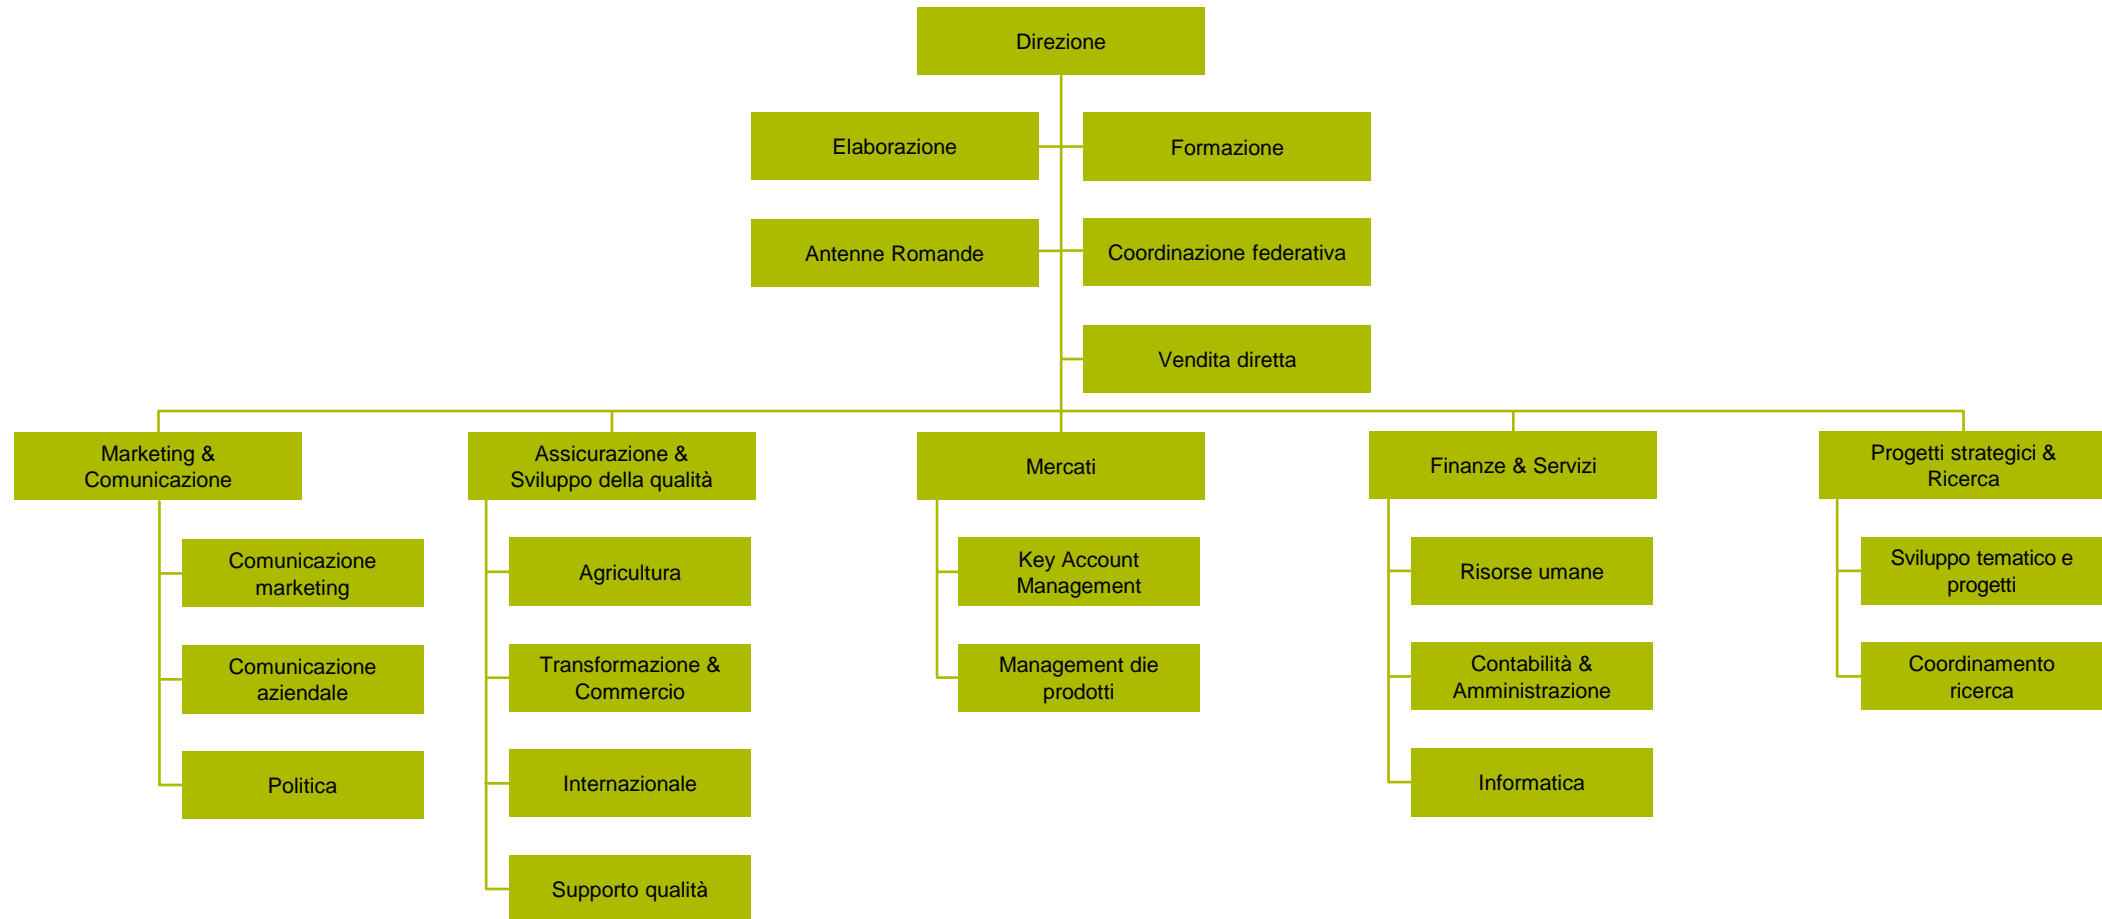 Direzione
Elaborazione
Formazione
Antenne Romande
Coordinazione federativa
Vendita diretta
Marketing &
Comunicazione
Assicurazione &
Sviluppo della qualità
Mercati
Finanze & Servizi
Progetti strategici &
Ricerca
Comunicazione
marketing
Comunicazione
aziendale
Politica
Agricultura
Transformazione &
Commercio
Internazionale
Supporto qualità
Key Account
Management
Management die
prodotti
Risorse umane
Contabilità &
Amministrazione
Informatica
Sviluppo tematico e
progetti
Coordinamento
ricerca